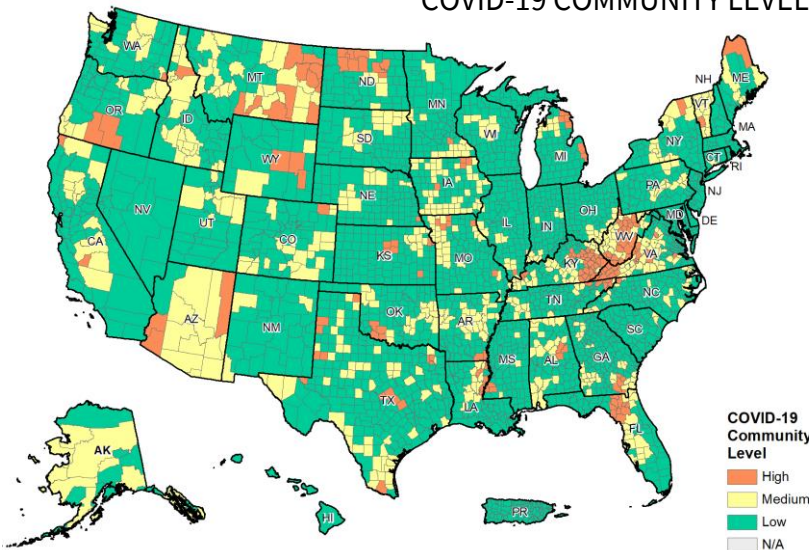 COVID-19 COMMUNITY LEVEL
WA
MT
ND
MN
ME
NH
VT
OR
ID
SD
WI
MI
NY
MA
CT
RI
WY
IA
PA
NJ
NE
OH
MD
DE
NV
UT
IL
IN
WV
CA
CO
KS
MO
KY
VA
AZ
NM
OK
AR
TN
NC
SC
TX
MS
AL
GA
LA
FL
AK
HI
PR
COVID-19
Community
Level
High
Medium
Low
N/A